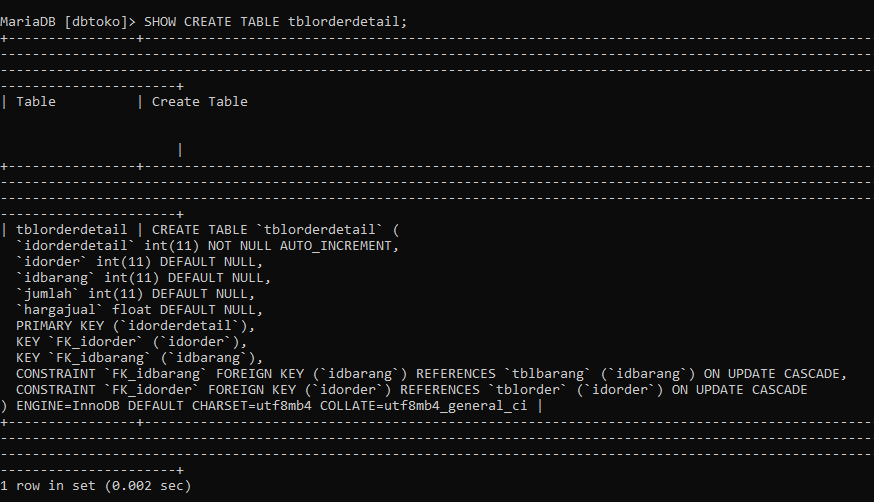 MariaDB [dbtoko]> SHOW CREATE TABLE tblorderdetail;
+----------------+-------------------------------------------------------------------------------------------
-------------------------------------------------------------------------------------------------------------
-------------------------------------------------------------------------------------------------------------
----------------------+
| Table          | Create Table
|
+----------------+-------------------------------------------------------------------------------------------
-------------------------------------------------------------------------------------------------------------
-------------------------------------------------------------------------------------------------------------
----------------------+
| tblorderdetail | CREATE TABLE `tblorderdetail` (
  `idorderdetail` int(11) NOT NULL AUTO_INCREMENT,
  `idorder` int(11) DEFAULT NULL,
  `idbarang` int(11) DEFAULT NULL,
  `jumlah` int(11) DEFAULT NULL,
  `hargajual` float DEFAULT NULL,
  PRIMARY KEY (`idorderdetail`),
  KEY `FK_idorder` (`idorder`),
  KEY `FK_idbarang` (`idbarang`),
  CONSTRAINT `FK_idbarang` FOREIGN KEY (`idbarang`) REFERENCES `tblbarang` (`idbarang`) ON UPDATE CASCADE,
  CONSTRAINT `FK_idorder` FOREIGN KEY (`idorder`) REFERENCES `tblorder` (`idorder`) ON UPDATE CASCADE
) ENGINE=InnoDB DEFAULT CHARSET=utf8mb4 COLLATE=utf8mb4_general_ci |
+----------------+-------------------------------------------------------------------------------------------
-------------------------------------------------------------------------------------------------------------
-------------------------------------------------------------------------------------------------------------
----------------------+
1 row in set (0.002 sec)